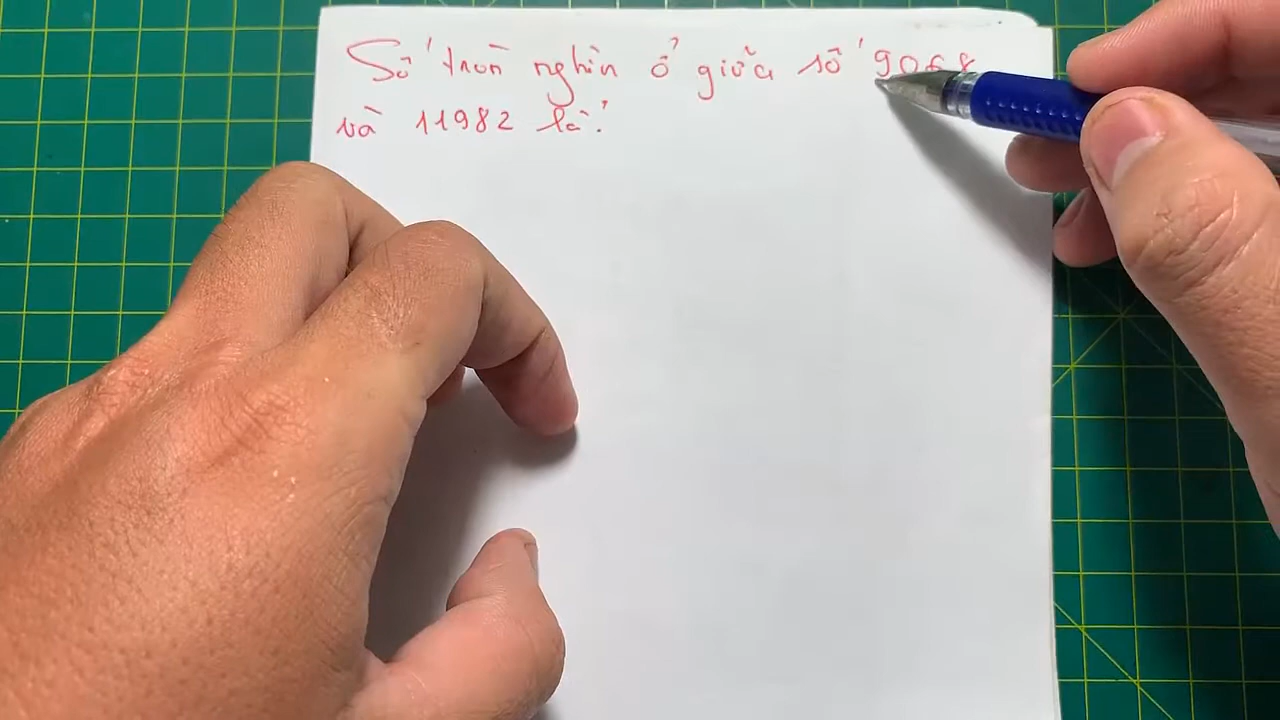 Số tròn nghìn ở giữa số 9068
và 11982 là: